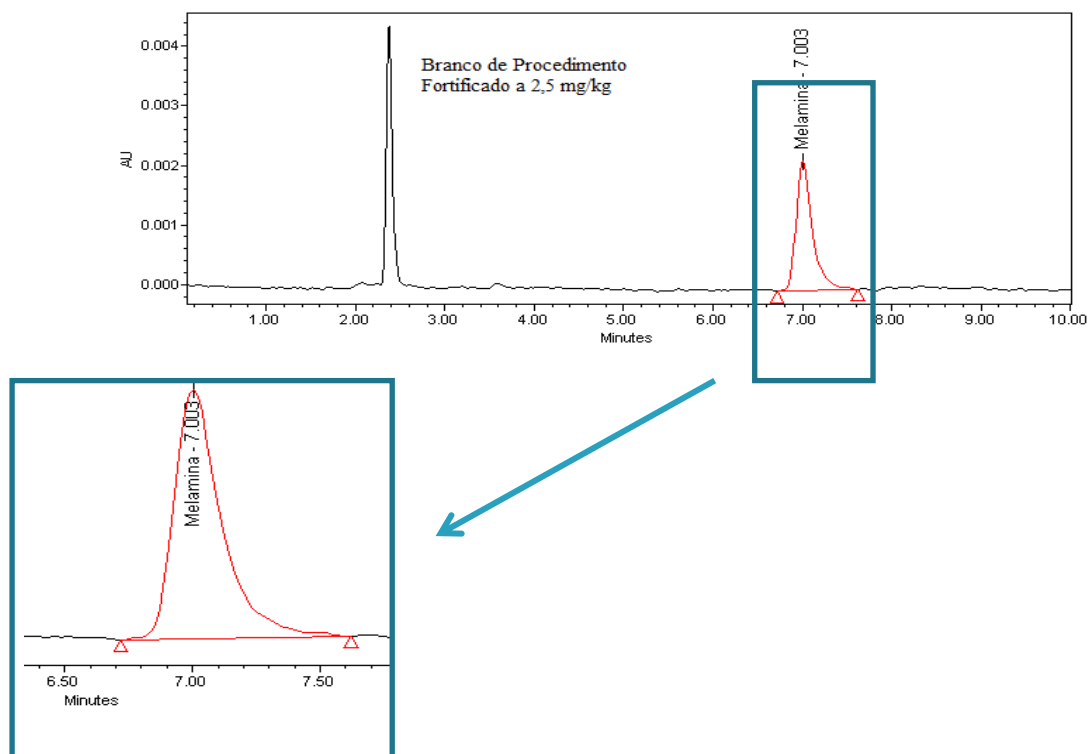 0.004
0.003
0.002
0.001
0.000
AU
Branco de Procedimento
Fortificado a 2,5 mg/kg
Melamina - 7.003
1.00 2.00 3.00 4.00 5.00 6.00 7.00 8.00 9.00 10.00
Minutes
Melamina - 7.003
6.50 7.00 7.50
Minutes